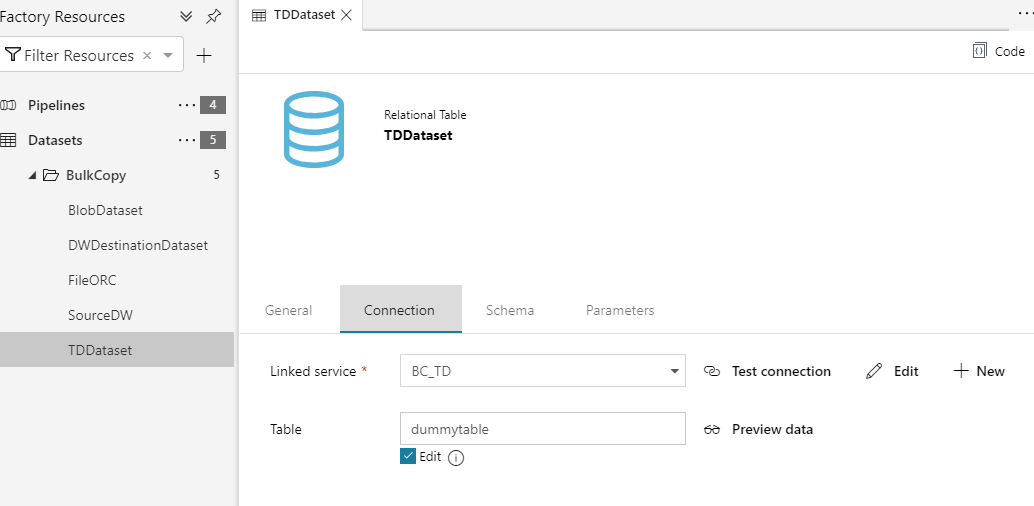 Factory Resources
Filter Resources
Pipelines
4
Datasets
5
BulkCopy
5
BlobDataset
DWDestinationDataset
FileORC
SourceDW
TDDataset
TDDataset
Code
Relational Table
TDDataset
General
Connection
Schema
Parameters
Linked service *
BC_TD
Test connection
Edit
New
Table
dummytable
Preview data
Edit